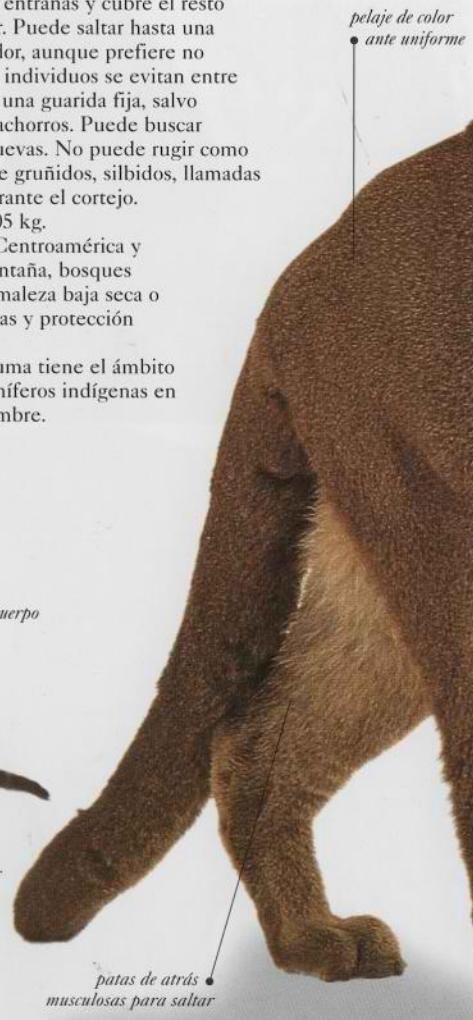 entrañas y cubre el resto
r. Puede saltar hasta una
dor, aunque prefiere no
individuos se evitan entre
una guarida fija, salvo
achorros. Puede buscar
uevas. No puede rugir como
e gruñidos, silbidos, llamadas
rante el cortejo.
05 kg.
Centroamérica y
ntaña, bosques
maleza baja seca o
as y protección
uma tiene el ámbito
níferos indígenas en
mbre.
pelaje de color
ante uniforme
uerpo
patas de atrás
musculosas para saltar